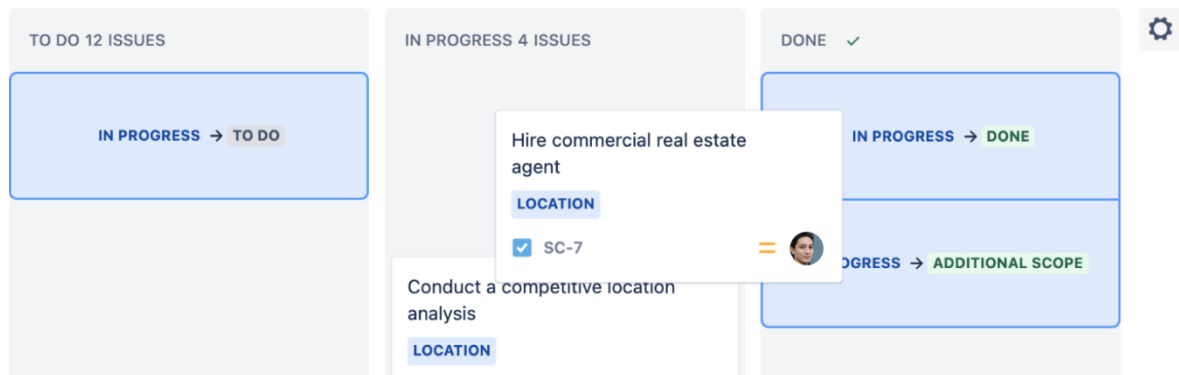 TO DO 12 ISSUES
IN PROGRESS → TO DO
IN PROGRESS 4 ISSUES
Hire commercial real estate
agent
LOCATION
SC-7
Conduct a competitive location
analysis
LOCATION
DONE
IN PROGRESS → DONE
→ ADDITIONAL SCOPE